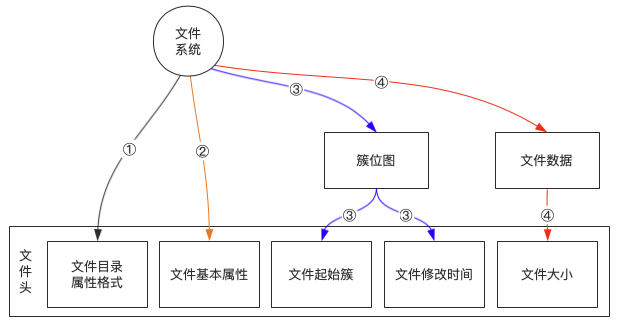 文件
系统
③
④
①
②
簇位图
文件数据
③
③
④
文
件
头
文件目录
属性格式
文件基本属性
文件起始簇
文件修改时间
文件大小